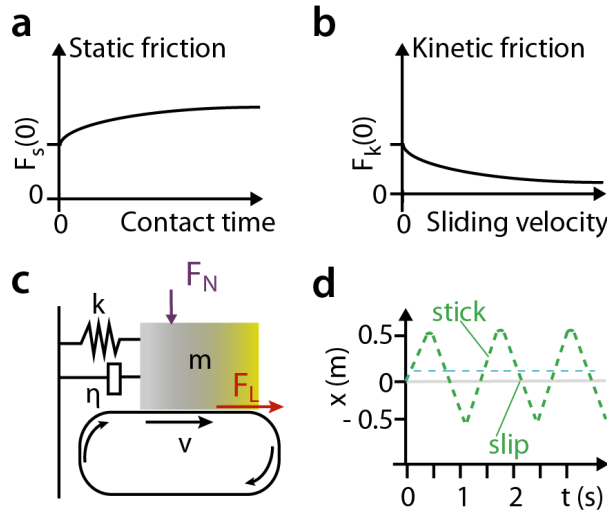 a
Static friction
F_s(0)
0
0
Contact time
b
Kinetic friction
F_k(0)
0
0
Sliding velocity
c
F_N
k
m
η
F_L
v
d
stick
0.5
0
- 0.5
x (m)
slip
0
1
2
t (s)